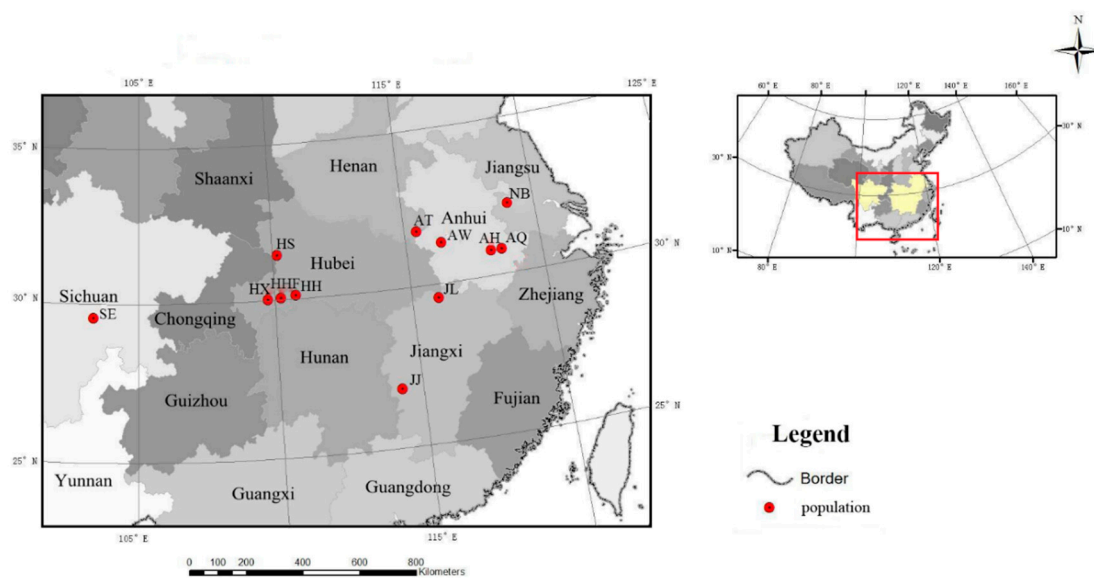 N
105° E
115° E
125° E
35° N
Henan
Jiangsu
Shaanxi
NB
AT
Anhui
AW
AH
AQ
HS
Hubei
30° N
HX
HHF
HH
30° N
JL
Zhejiang
Sichuan
SE
Chongqing
Hunan
Jiangxi
JJ
Guizhou
Fujian
25° N
25° N
Yunnan
Guangxi
Guangdong
105° E
115° E
0 100 200 400 600 800
Kilometers
60° E
80° E
100° E
120° E
140° E
160° E
10° N
10° N
80° E
100° E
120° E
140° E
Legend
Border
population